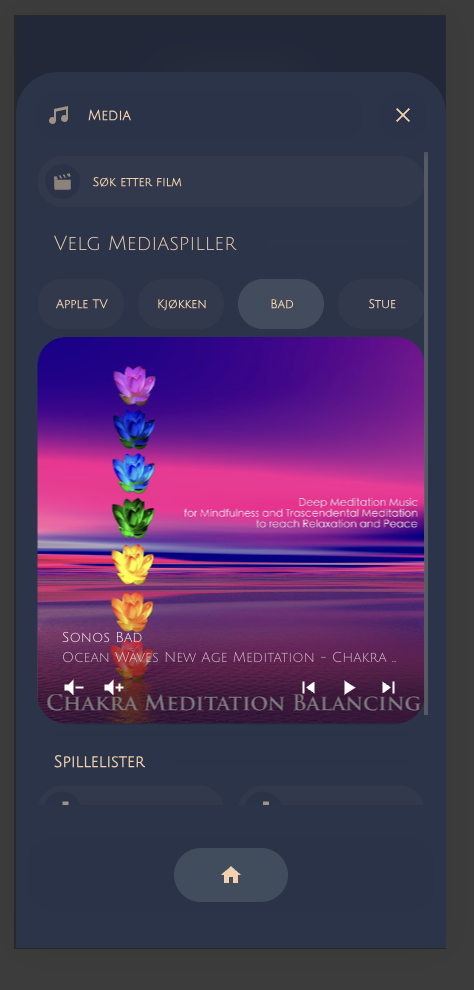 Media
Søk etter film
Velg Mediaspiller
Apple TV
Kjøkken
Bad
Stue
Deep Meditation Music
for Mindfulness and Trascendental Meditation
to reach Relaxation and Peace
Sonos Bad
Ocean Waves New Age Meditation - Chakra ...
Chakra Meditation Balancing
Spillelister